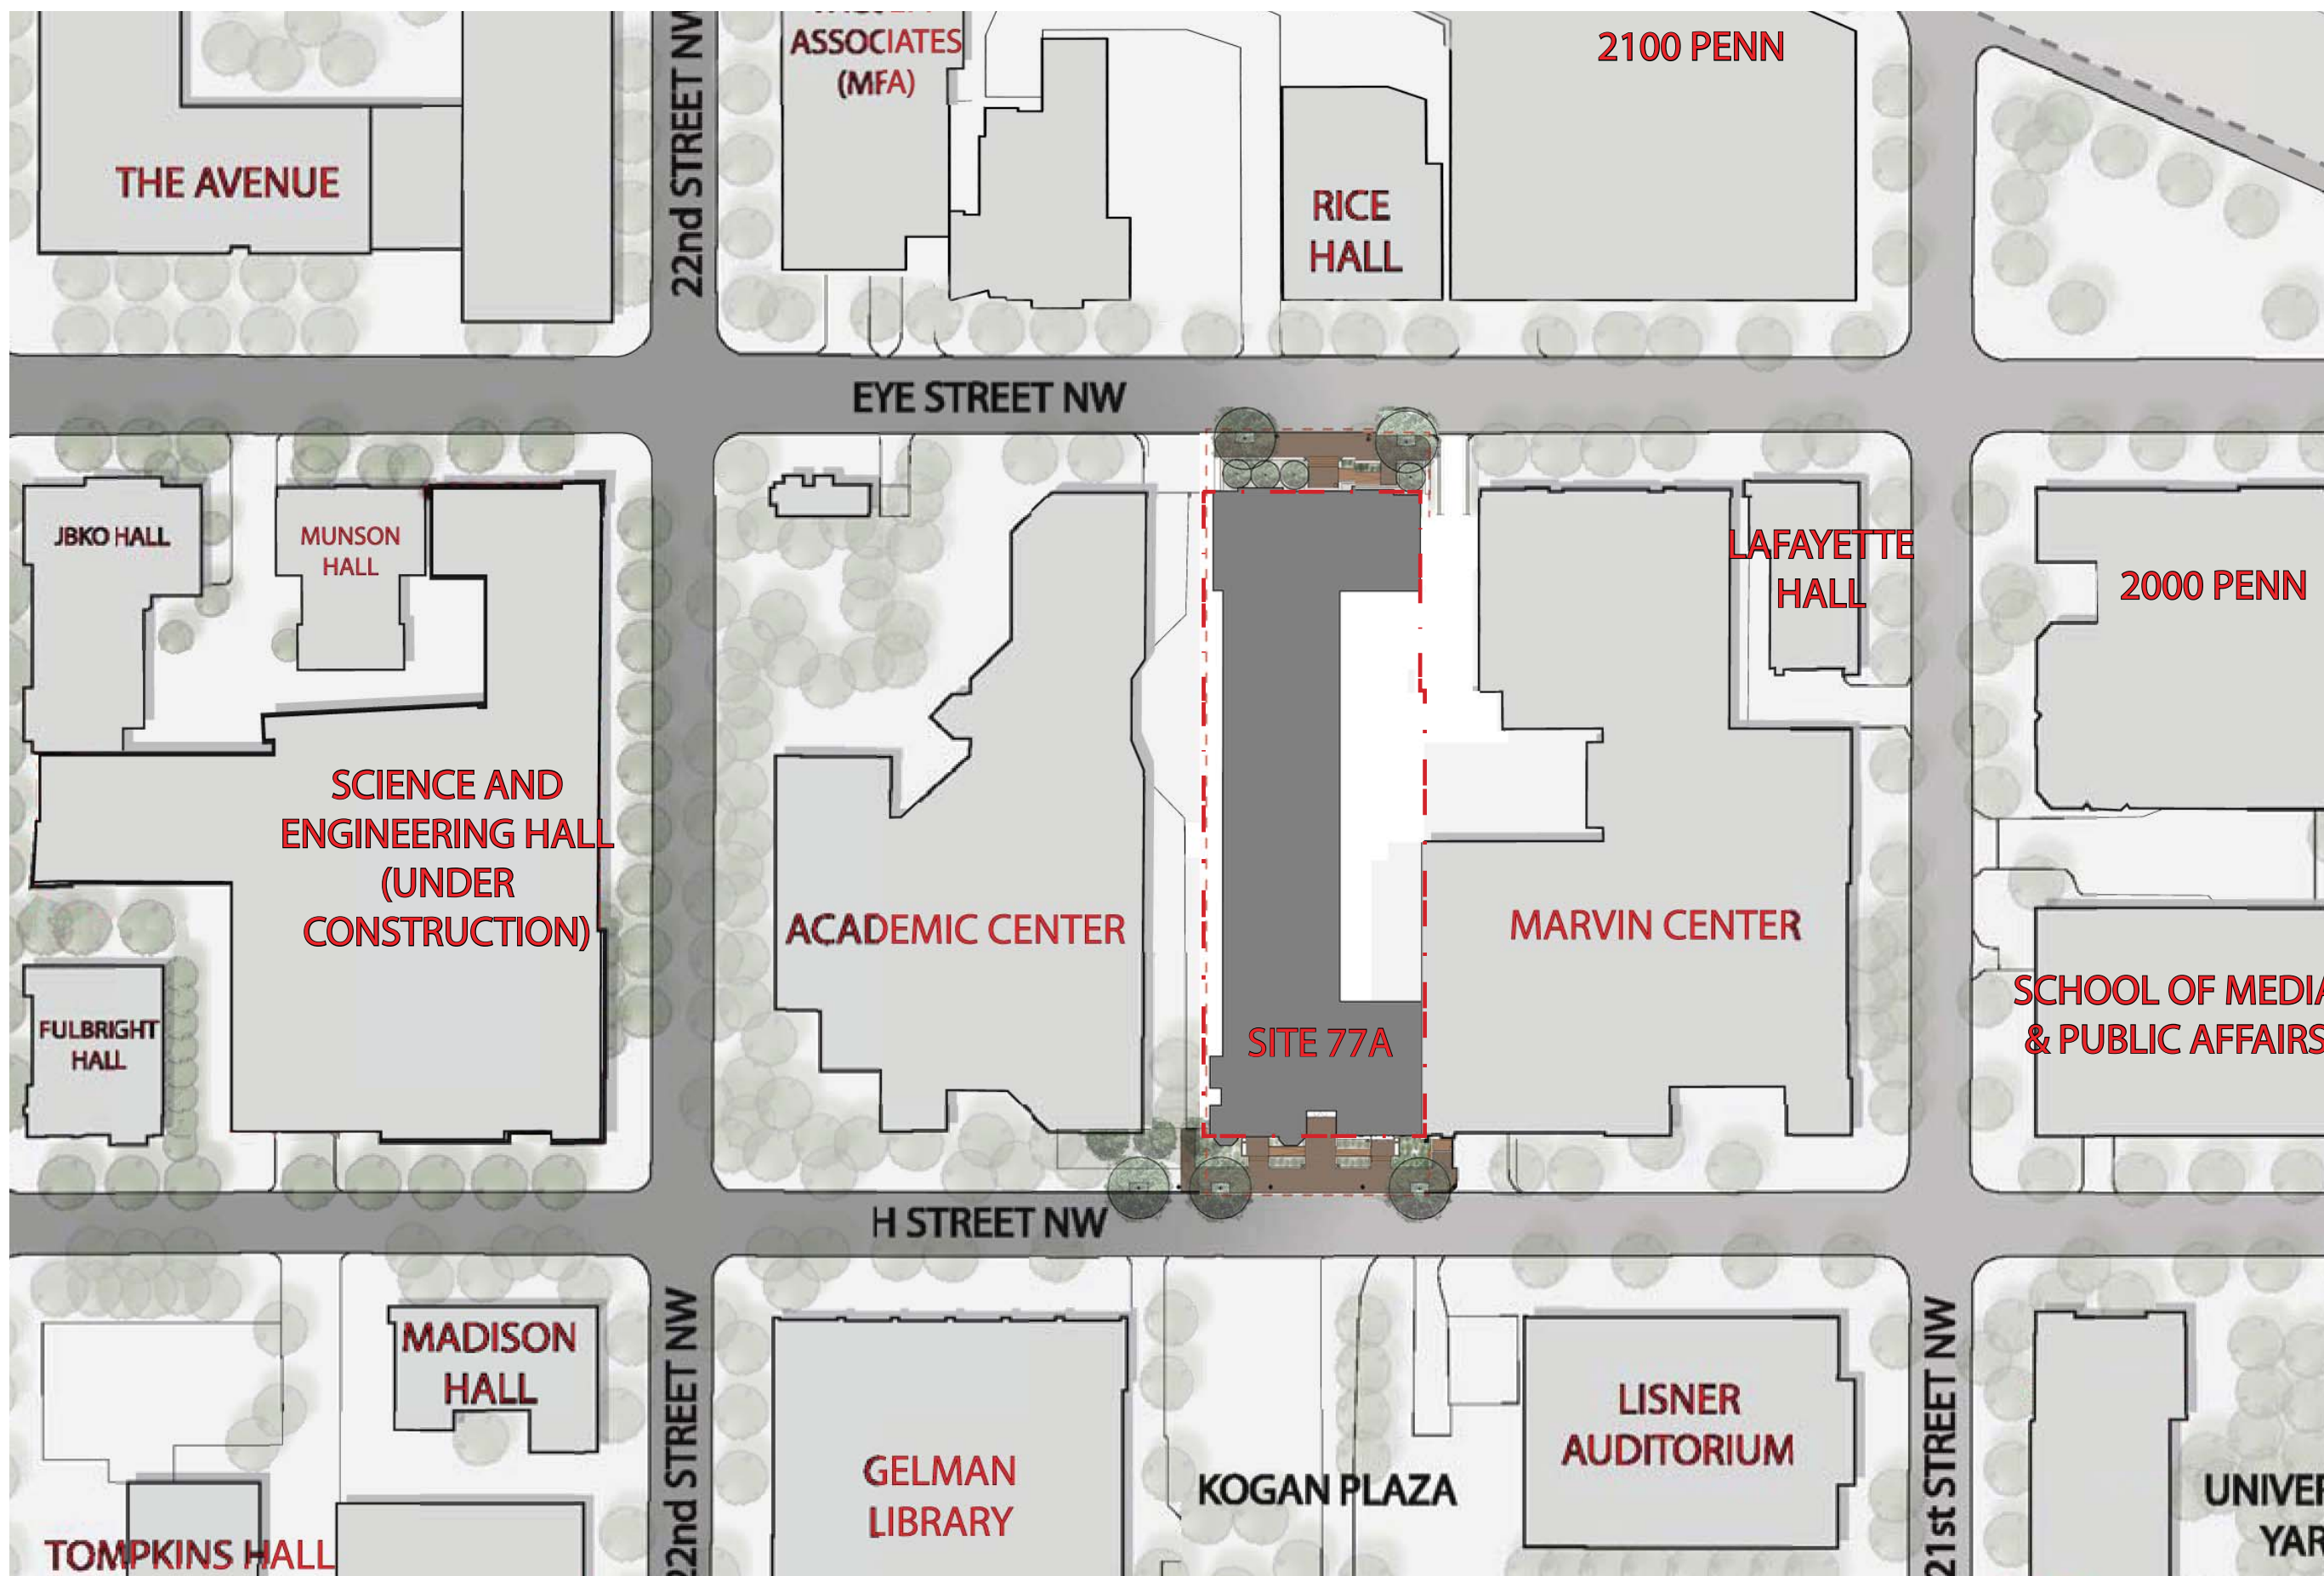 ASSOCIATES
(MFA)
2100 PENN
THE AVENUE
22nd STREET NW
RICE
HALL
EYE STREET NW
JBKO HALL
MUNSON
HALL
LAFAYETTE
HALL
2000 PENN
SCIENCE AND
ENGINEERING HALL
(UNDER
CONSTRUCTION)
ACADEMIC CENTER
MARVIN CENTER
SCHOOL OF MEDIA
& PUBLIC AFFAIRS
FULBRIGHT
HALL
SITE 77A
H STREET NW
MADISON
HALL
22nd STREET NW
21st STREET NW
LISNER
AUDITORIUM
GELMAN
LIBRARY
KOGAN PLAZA
TOMPKINS HALL